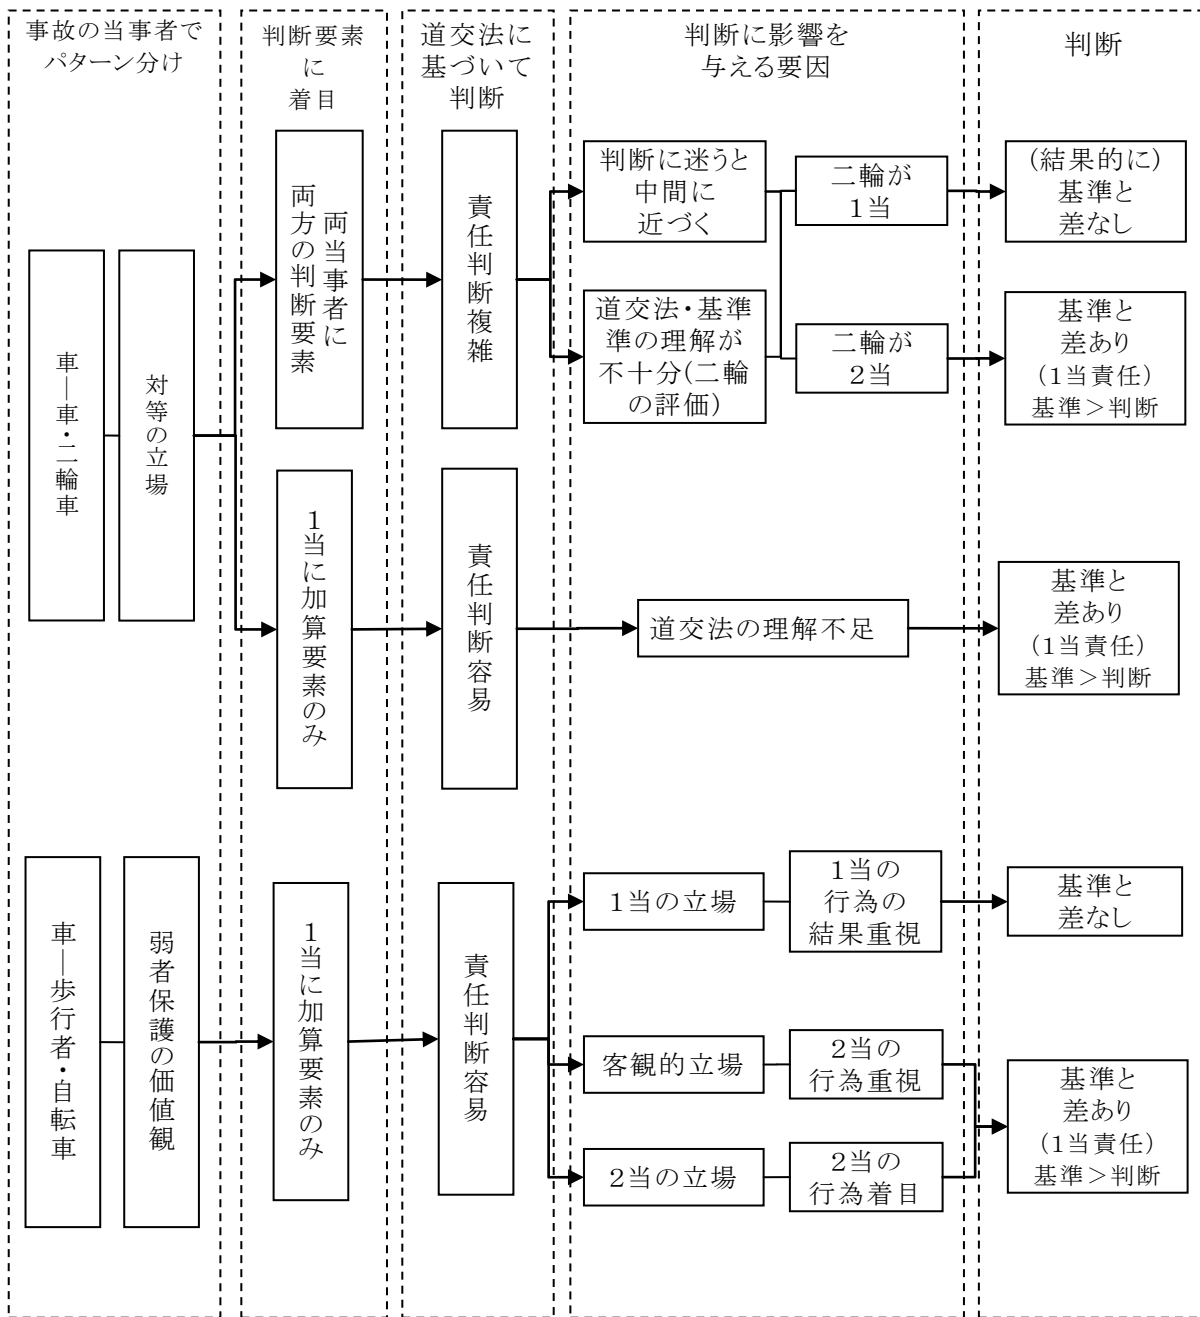 事故の当事者で
パターン分け
判断要素
に
着目
道交法に
基づいて
判断
判断に影響を
与える要因
判断
車―車・二輪車
対等の立場
両当事者に
両方の判断要素
責任判断複雑
判断に迷うと
中間に
近づく
二輪が
1当
(結果的に)
基準と
差なし
道交法・基準
準の理解が
不十分(二輪
の評価)
二輪が
2当
基準と
差あり
(1当責任)
基準＞判断
1当に加算要素のみ
責任判断容易
道交法の理解不足
基準と
差あり
(1当責任)
基準＞判断
車―歩行者・自転車
弱者保護の価値観
1当に加算要素のみ
責任判断容易
1当の立場
1当の
行為の
結果重視
基準と
差なし
客観的立場
2当の
行為重視
2当の立場
2当の
行為着目
基準と
差あり
(1当責任)
基準＞判断